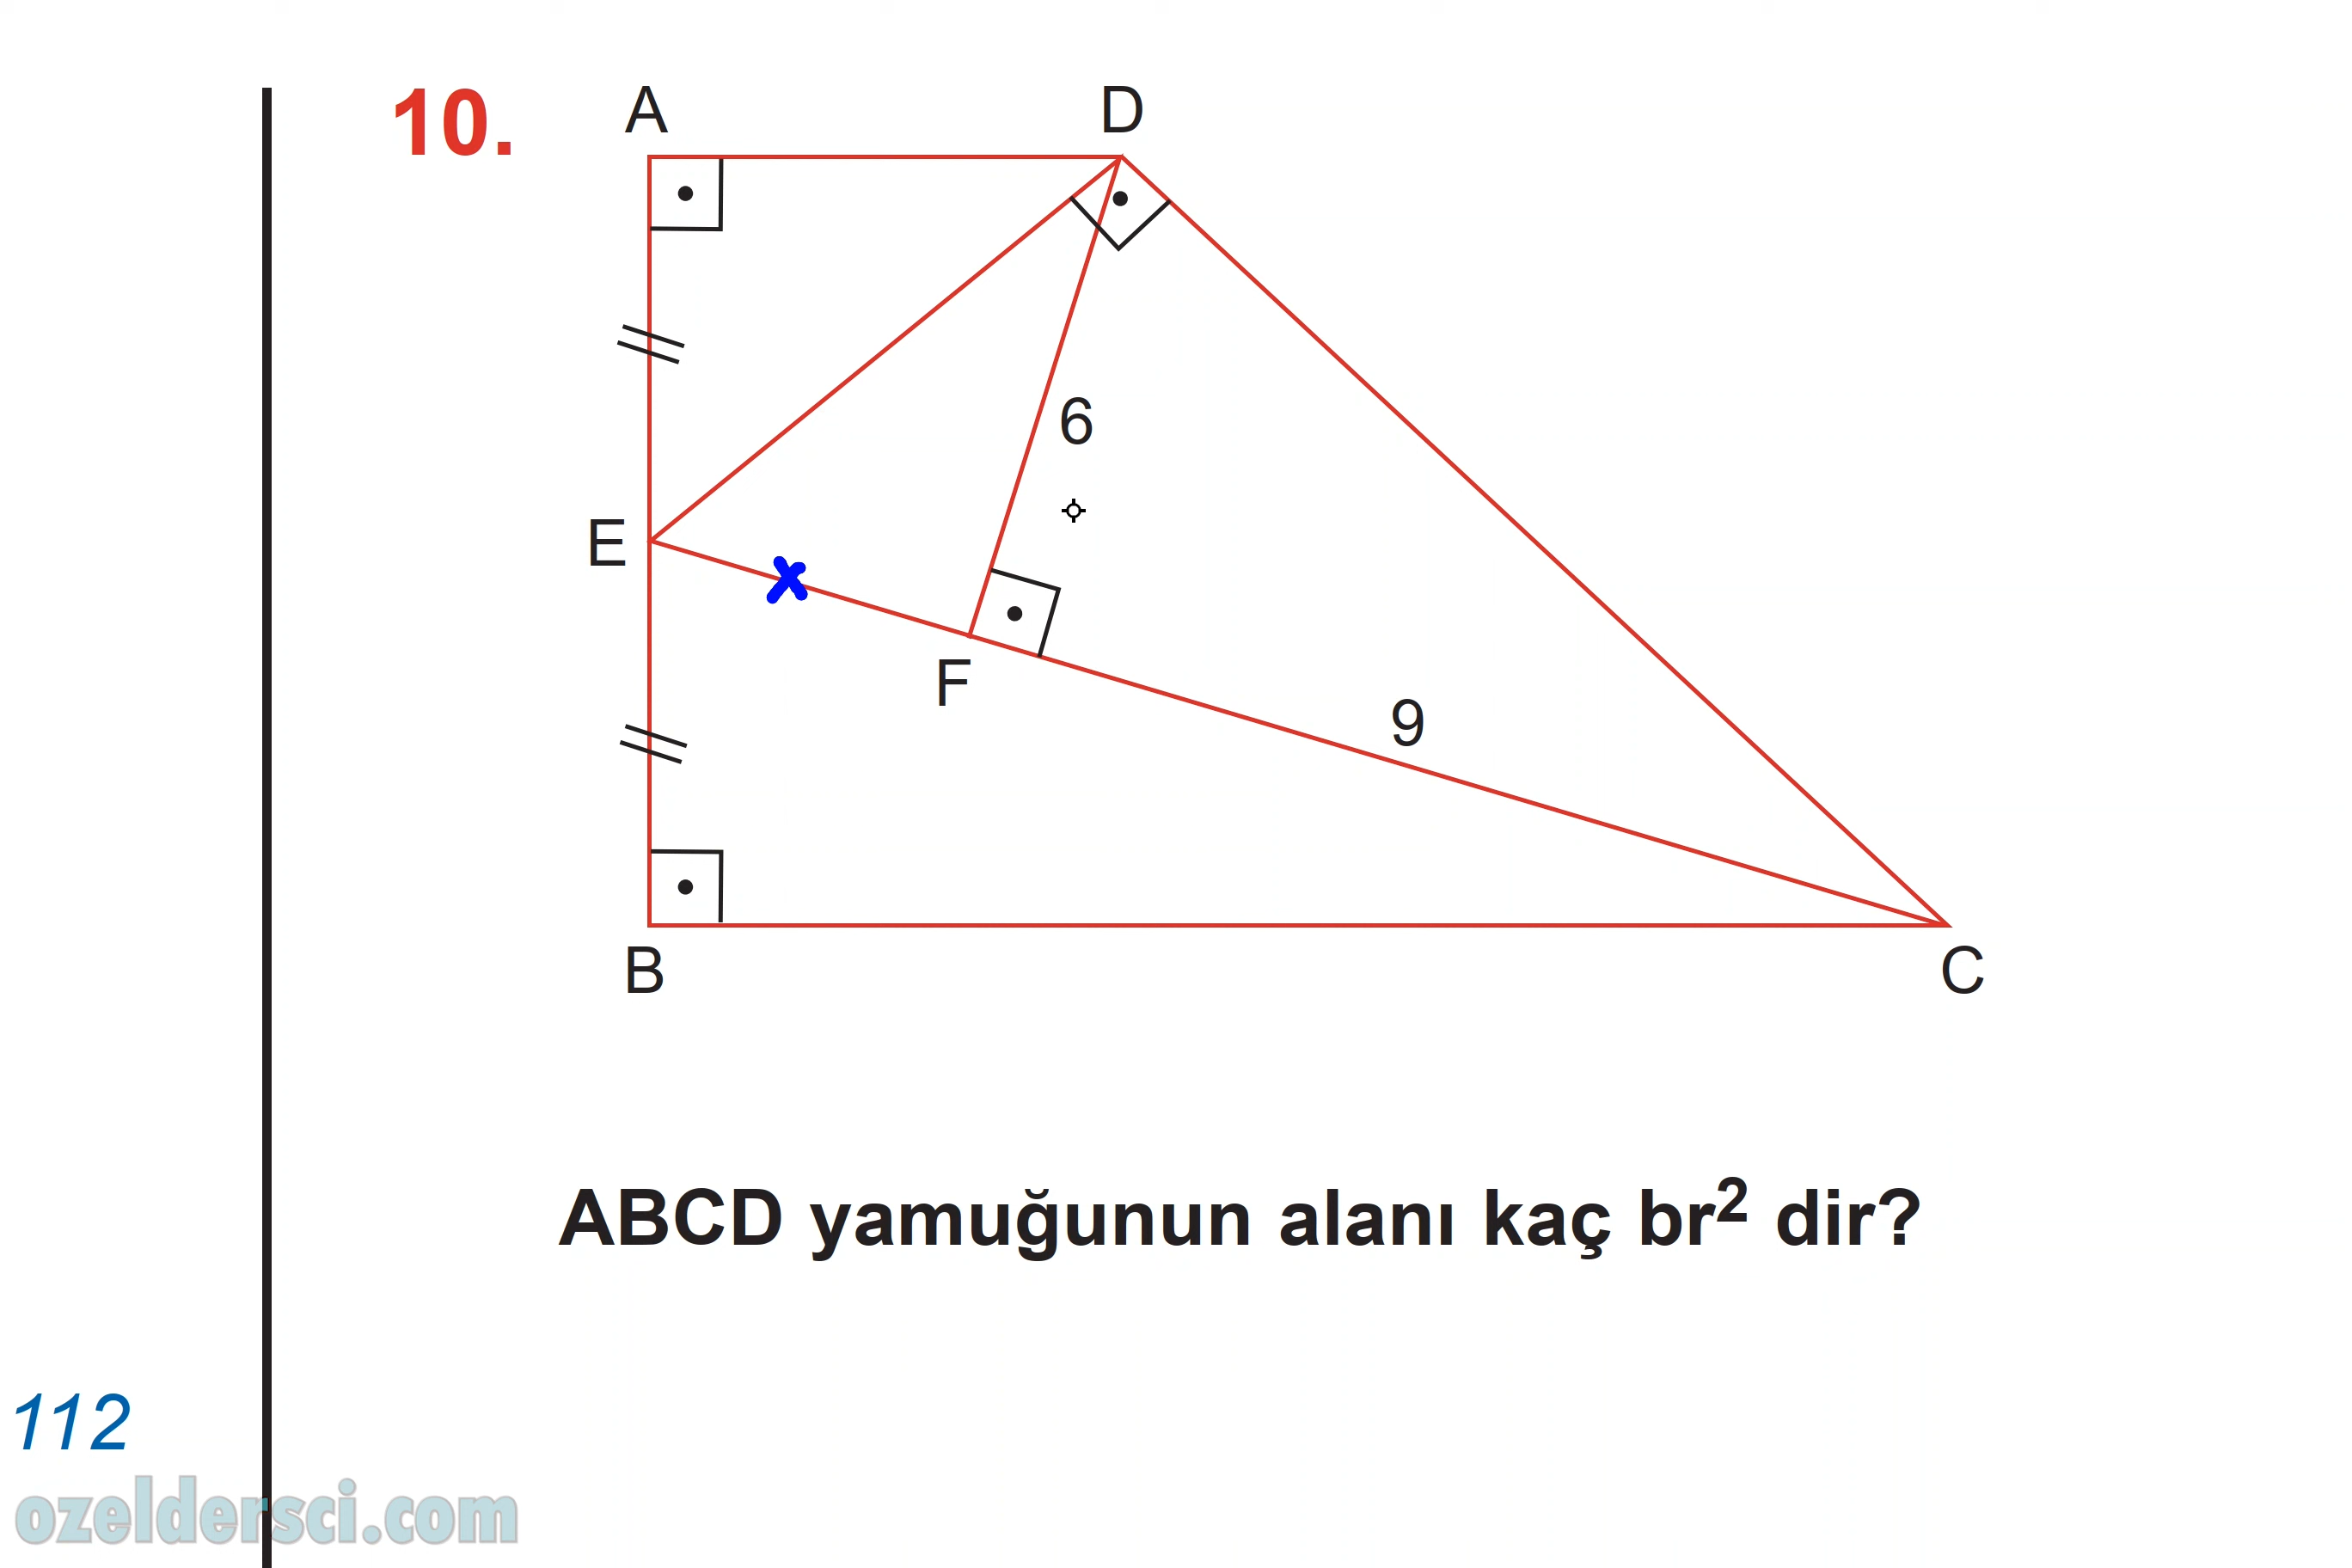 10.
A D
6
E
F
9
B
C
ABCD yamuğunun alanı kaç br² dir?
112
ozeldersci.com